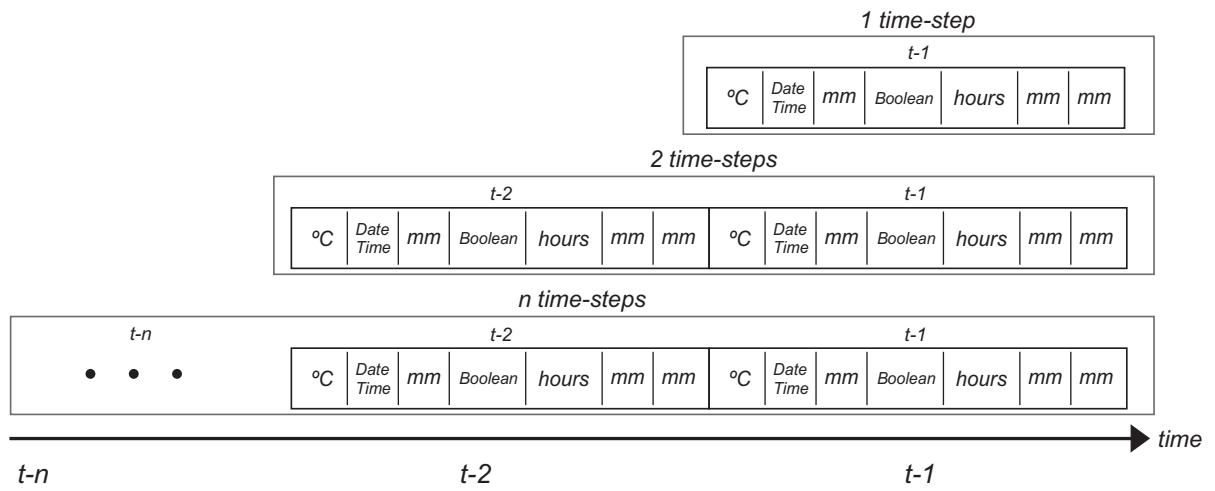 1 time-step
t-1
ºC Date Time mm Boolean hours mm mm
2 time-steps
t-2 t-1
ºC Date Time mm Boolean hours mm mm ºC Date Time mm Boolean hours mm mm
n time-steps
t-n t-2 t-1
• • • ºC Date Time mm Boolean hours mm mm ºC Date Time mm Boolean hours mm mm
time
t-n t-2 t-1